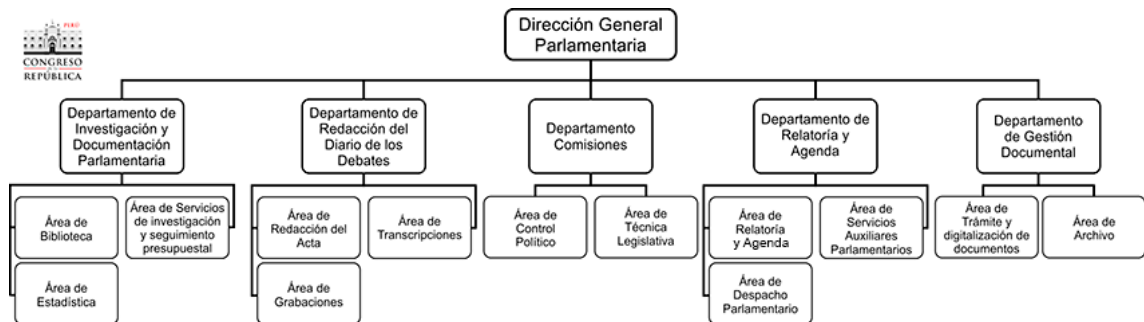 PERÚ
CONGRESO
de la
REPÚBLICA
Dirección General
Parlamentaria
Departamento de
Investigación y
Documentación
Parlamentaria
Departamento de
Redacción del
Diario de los
Debates
Departamento
Comisiones
Departamento de
Relatoría y
Agenda
Departamento
de Gestión
Documental
Área de
Biblioteca
Área de Servicios
de investigación
y seguimiento
presupuestal
Área de
Redacción del
Acta
Área de
Transcripciones
Área de
Control
Político
Área de
Técnica
Legislativa
Área de
Relatoría
y Agenda
Área de
Servicios
Auxiliares
Parlamentarios
Área de
Trámite y
digitalización de
documentos
Área de
Archivo
Área de
Estadística
Área de
Grabaciones
Área de
Despacho
Parlamentario